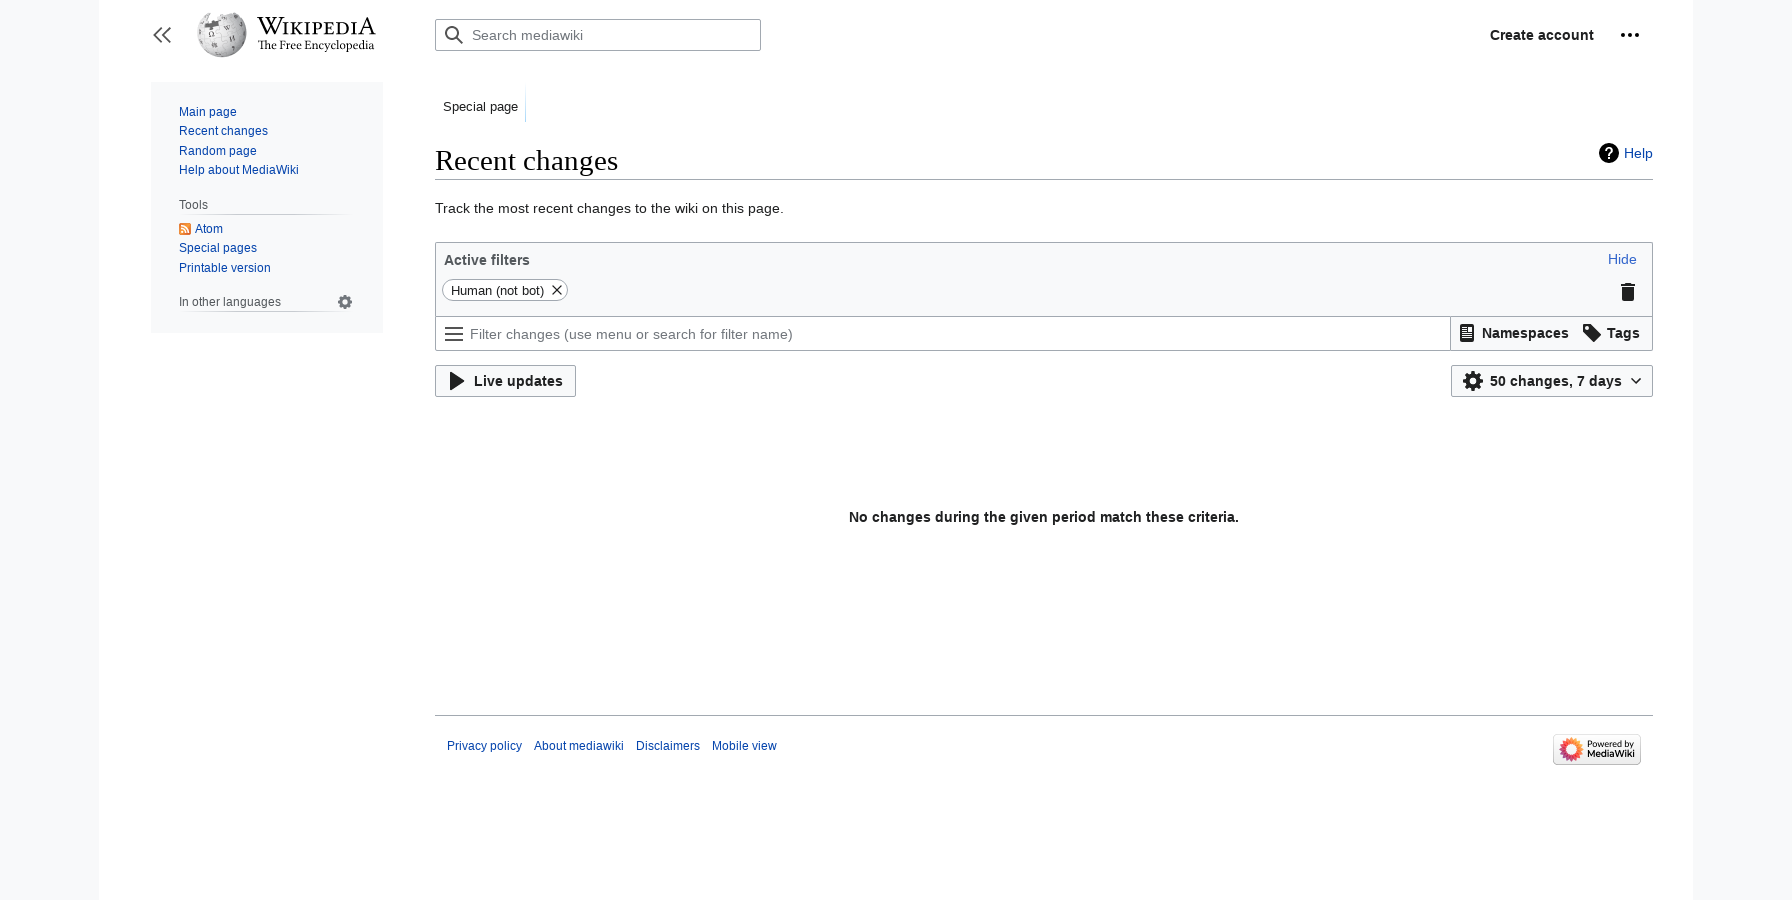 WIKIPEDIA
The Free Encyclopedia
Search mediawiki
Create account
Main page
Recent changes
Random page
Help about MediaWiki
Tools
Atom
Special pages
Printable version
In other languages
Special page
Recent changes
Help
Track the most recent changes to the wiki on this page.
Active filters
Hide
Human (not bot)
Filter changes (use menu or search for filter name)
Namespaces
Tags
Live updates
50 changes, 7 days
No changes during the given period match these criteria.
Privacy policy
About mediawiki
Disclaimers
Mobile view
Powered by
MediaWiki